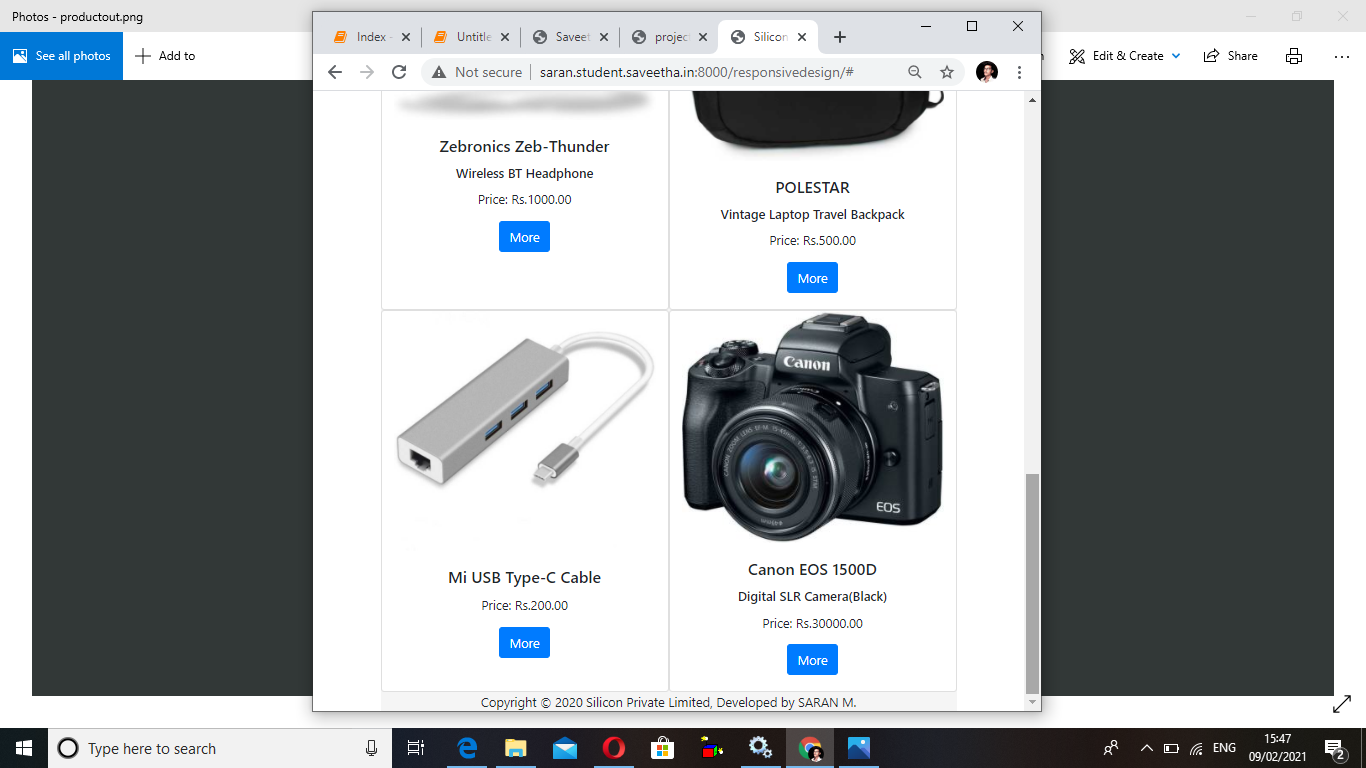 Photos - productout.png
See all photos
Add to
Edit & Create
Share
Index
Untitle
Saveet
project
Silicon
Not secure
saran.student.saveetha.in:8000/responsivedesign/#
Zebronics Zeb-Thunder
Wireless BT Headphone
Price: Rs.1000.00
More
POLESTAR
Vintage Laptop Travel Backpack
Price: Rs.500.00
More
Mi USB Type-C Cable
Price: Rs.200.00
More
Canon
EOS
Canon EOS 1500D
Digital SLR Camera(Black)
Price: Rs.30000.00
More
Copyright © 2020 Silicon Private Limited, Developed by SARAN M.
Type here to search
ENG
15:47
09/02/2021
2